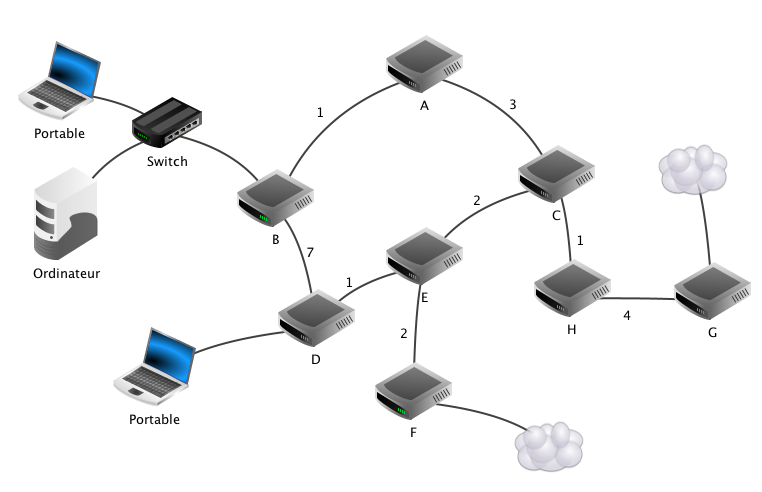 A
1
3
Portable
Switch
B
C
2
7
1
1
Ordinateur
E
H
4
G
D
2
Portable
F